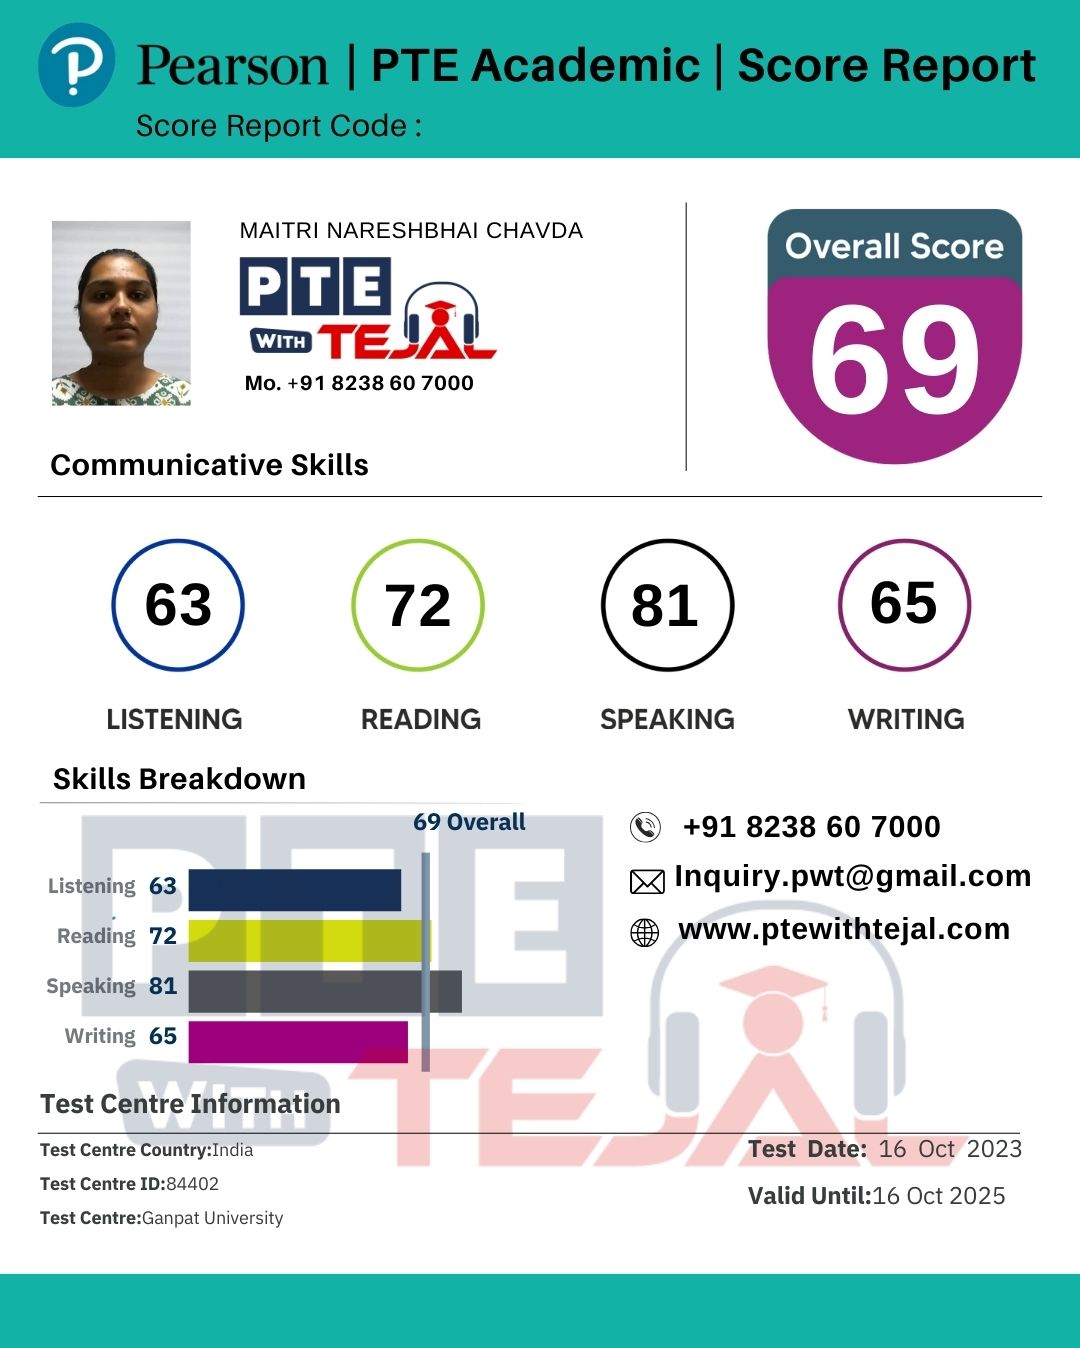 Pearson | PTE Academic | Score Report
Score Report Code :
MAITRI NARESHBHAI CHAVDA
PTE
WITH TEJAL
Mo. +91 8238 60 7000
Overall Score
69
Communicative Skills
63 72 81 65
LISTENING READING SPEAKING WRITING
Skills Breakdown
69 Overall
Listening 63
Reading 72
Speaking 81
Writing 65
+91 8238 60 7000
Inquiry.pwt@gmail.com
www.ptewithtejal.com
PTE
WITH TEJAL
Test Centre Information
Test Centre Country:India
Test Centre ID:84402
Test Centre:Ganpat University
Test Date: 16 Oct 2023
Valid Until:16 Oct 2025